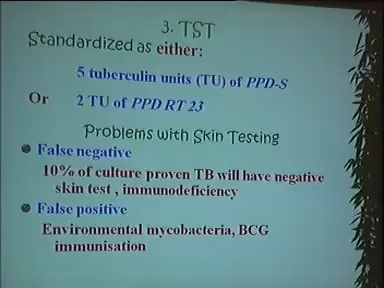 3. TST
Standardized as either:
5 tuberculin units (TU) of PPD-S
Or 2 TU of PPD RT 23
Problems with Skin Testing
False negative
10% of culture proven TB will have negative
skin test , immunodeficiency
False positive
Environmental mycobacteria, BCG
immunisation